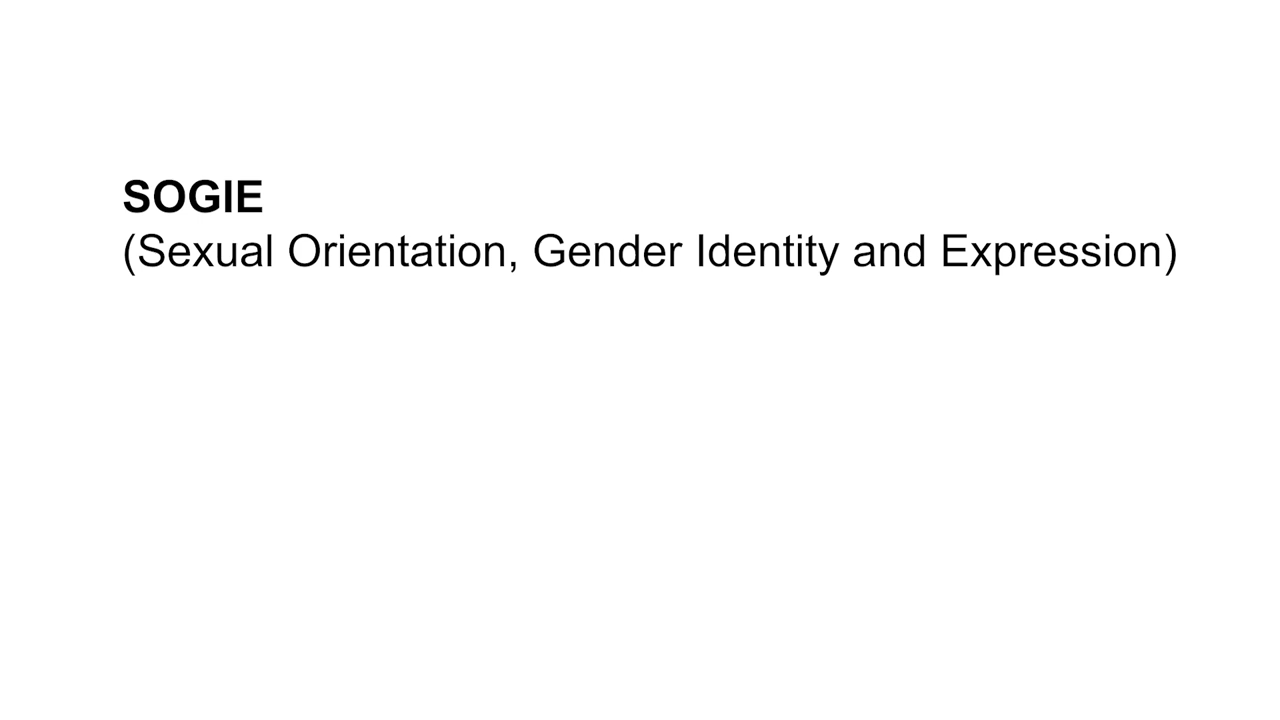 SOGIE
(Sexual Orientation, Gender Identity and Expression)